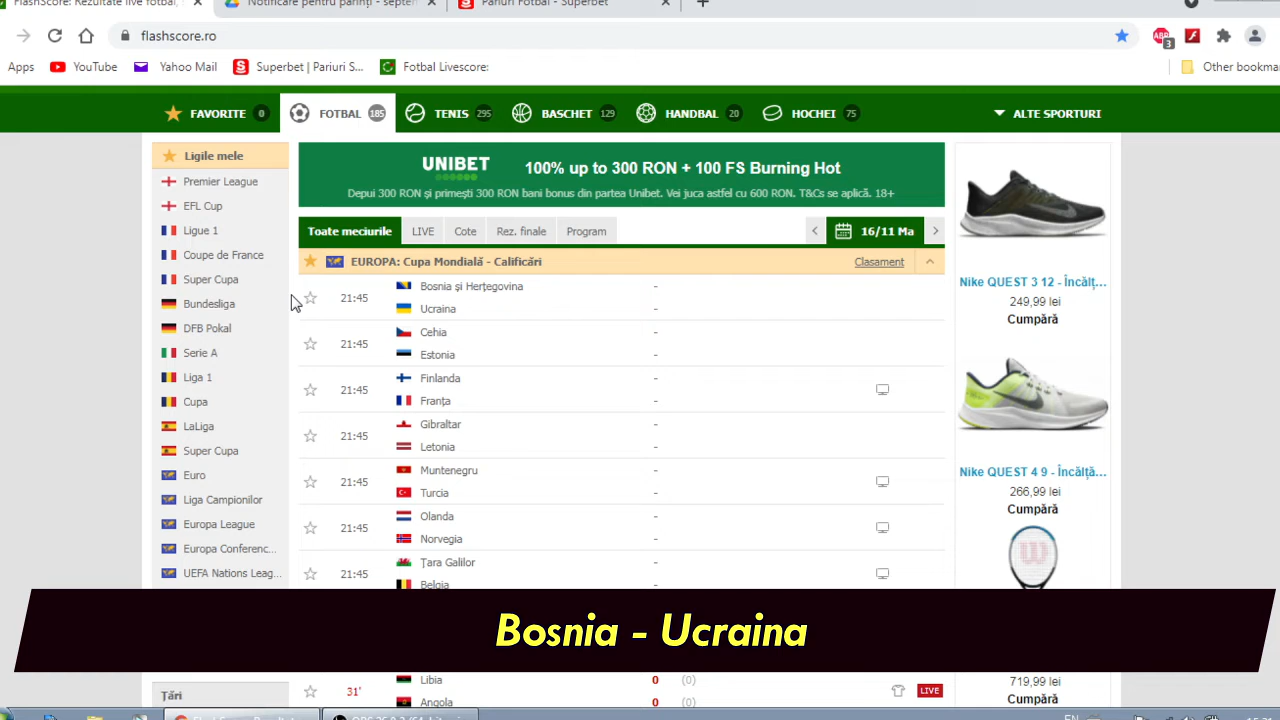 FlashScore: Rezultate live fotbal,
Notificare pentru părinți - septem
Pariuri Fotbal - Superbet
flashscore.ro
3
Apps
YouTube
Yahoo Mail
Superbet | Pariuri S...
Fotbal Livescore:
Other bookma
FAVORITE 0
FOTBAL 185
TENIS 295
BASCHET 129
HANDBAL 20
HOCHEI 75
ALTE SPORTURI
Ligile mele
Premier League
EFL Cup
Ligue 1
Coupe de France
Super Cupa
Bundesliga
DFB Pokal
Serie A
Liga 1
Cupa
LaLiga
Super Cupa
Euro
Liga Campionilor
Europa League
Europa Conferenc...
UEFA Nations Leag...
Țări
UNIBET
100% up to 300 RON + 100 FS Burning Hot
Depui 300 RON și primești 300 RON bani bonus din partea Unibet. Vei juca astfel cu 600 RON. T&Cs se aplică. 18+
Toate meciurile
LIVE
Cote
Rez. finale
Program
16/11 Ma
EUROPA: Cupa Mondială - Calificări
Clasament
21:45
Bosnia și Herțegovina -
Ucraina -
21:45
Cehia -
Estonia -
21:45
Finlanda -
Franța -
21:45
Gibraltar -
Letonia -
21:45
Muntenegru -
Turcia -
21:45
Olanda -
Norvegia -
21:45
Țara Galilor -
Belgia -
Bosnia - Ucraina
31'
Libia 0 (0)
Angola 0 (0)
LIVE
Nike QUEST 3 12 - Încălț...
249,99 lei
Cumpără
Nike QUEST 4 9 - Încălță...
266,99 lei
Cumpără
719,99 lei
Cumpără